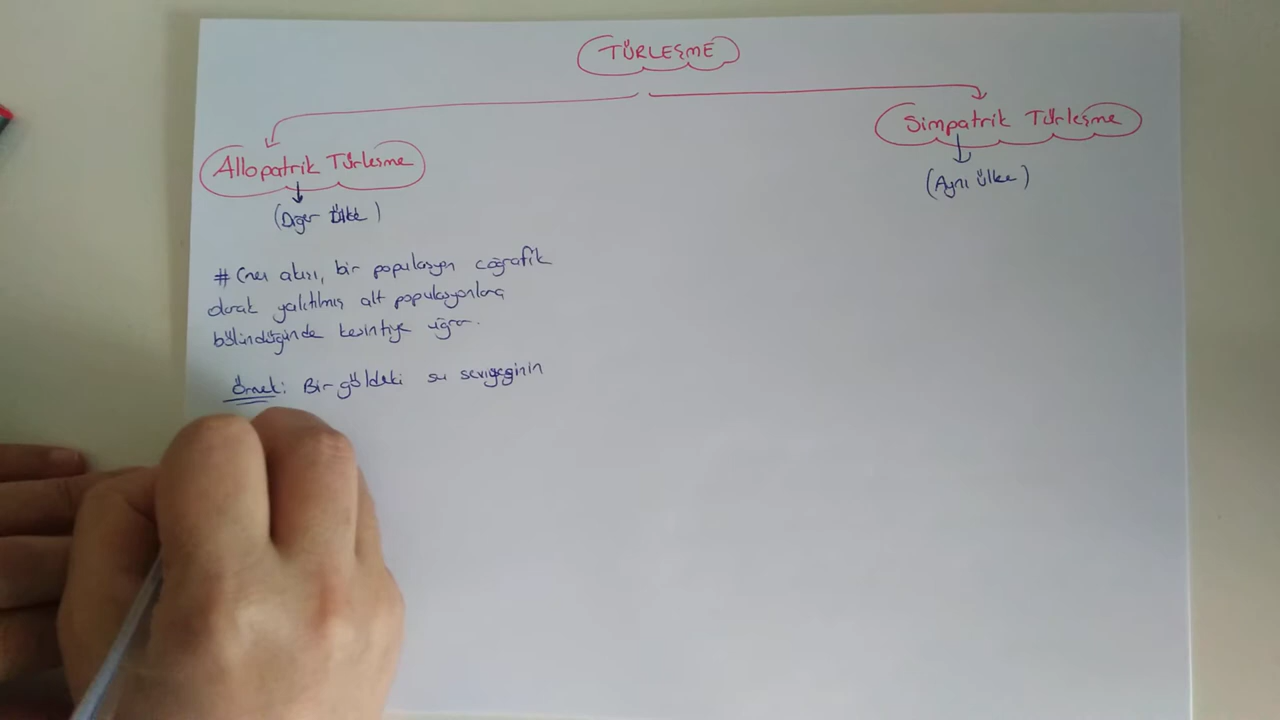 TÜRLEŞME
Allopatrik Türleşme
Simpatrik Türleşme
(Diğer ülke)
(Aynı ülke)
# Gen akışı, bir populasyon coğrafik
olarak yalıtılmış alt populasyonlara
bölündüğünde kesintiye uğrar.
Örnek: Bir göldeki su seviyesinin